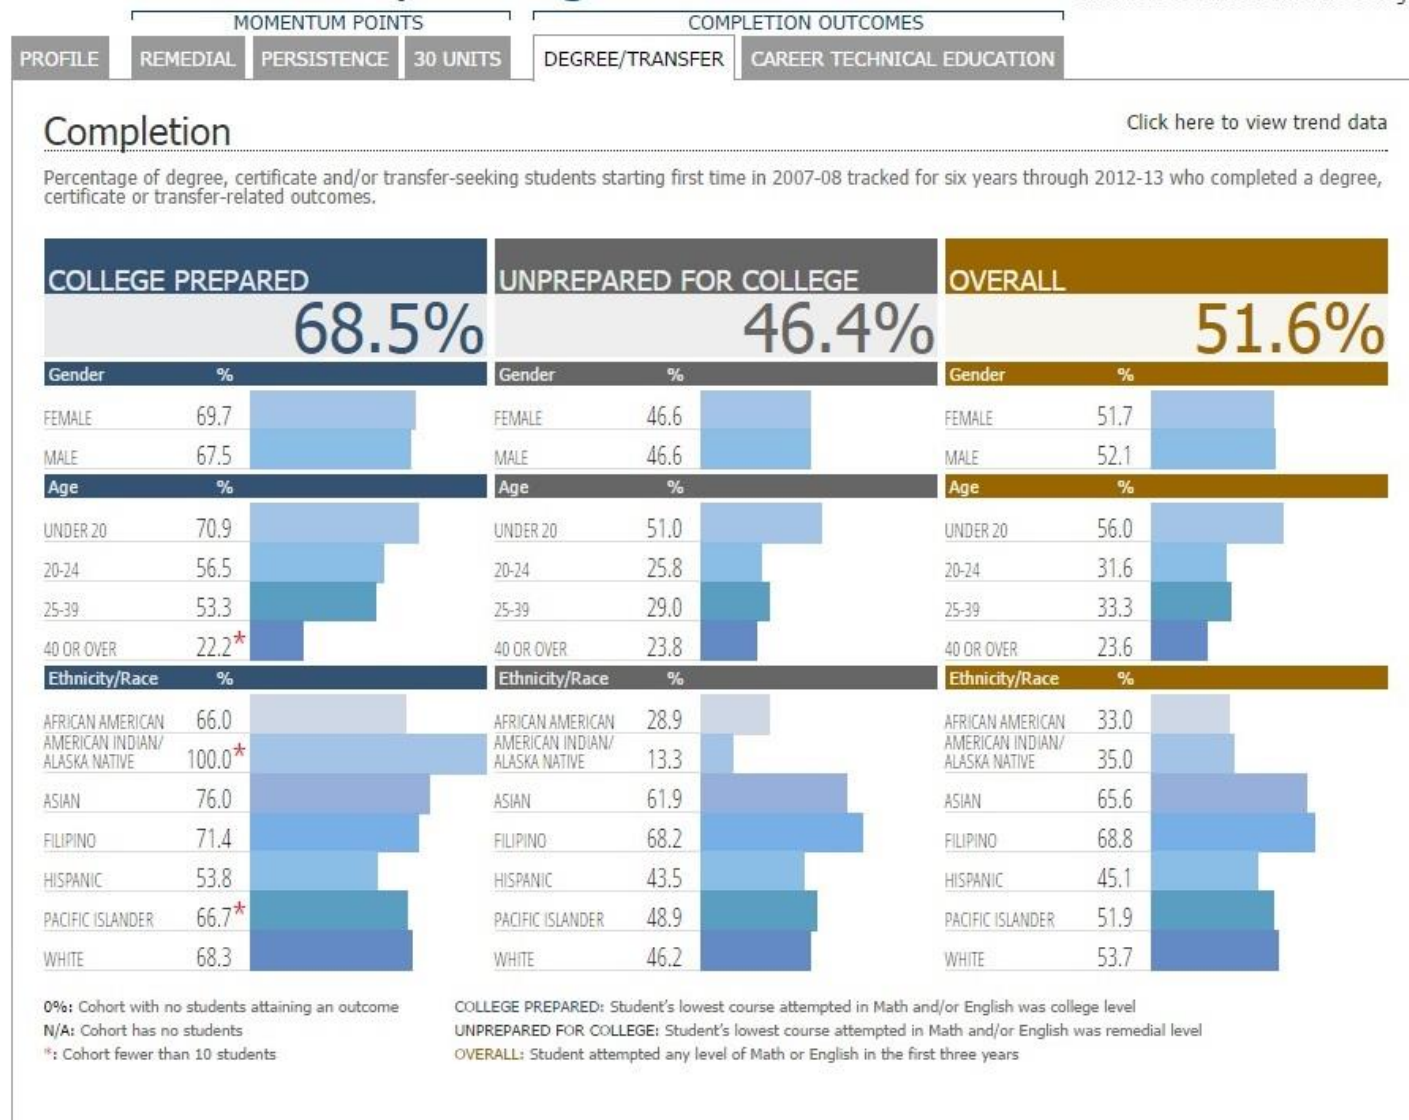 MOMENTUM POINTS COMPLETION OUTCOMES
PROFILE REMEDIAL PERSISTENCE 30 UNITS DEGREE/TRANSFER CAREER TECHNICAL EDUCATION
Completion Click here to view trend data
Percentage of degree, certificate and/or transfer-seeking students starting first time in 2007-08 tracked for six years through 2012-13 who completed a degree,
certificate or transfer-related outcomes.
COLLEGE PREPARED
68.5%
Gender %
FEMALE 69.7
MALE 67.5
Age %
UNDER 20 70.9
20-24 56.5
25-39 53.3
40 OR OVER 22.2*
Ethnicity/Race %
AFRICAN AMERICAN 66.0
AMERICAN INDIAN/
ALASKA NATIVE 100.0*
ASIAN 76.0
FILIPINO 71.4
HISPANIC 53.8
PACIFIC ISLANDER 66.7*
WHITE 68.3
UNPREPARED FOR COLLEGE
46.4%
Gender %
FEMALE 46.6
MALE 46.6
Age %
UNDER 20 51.0
20-24 25.8
25-39 29.0
40 OR OVER 23.8
Ethnicity/Race %
AFRICAN AMERICAN 28.9
AMERICAN INDIAN/
ALASKA NATIVE 13.3
ASIAN 61.9
FILIPINO 68.2
HISPANIC 43.5
PACIFIC ISLANDER 48.9
WHITE 46.2
OVERALL
51.6%
Gender %
FEMALE 51.7
MALE 52.1
Age %
UNDER 20 56.0
20-24 31.6
25-39 33.3
40 OR OVER 23.6
Ethnicity/Race %
AFRICAN AMERICAN 33.0
AMERICAN INDIAN/
ALASKA NATIVE 35.0
ASIAN 65.6
FILIPINO 68.8
HISPANIC 45.1
PACIFIC ISLANDER 51.9
WHITE 53.7
0%: Cohort with no students attaining an outcome
N/A: Cohort has no students
*: Cohort fewer than 10 students
COLLEGE PREPARED: Student's lowest course attempted in Math and/or English was college level
UNPREPARED FOR COLLEGE: Student's lowest course attempted in Math and/or English was remedial level
OVERALL: Student attempted any level of Math or English in the first three years